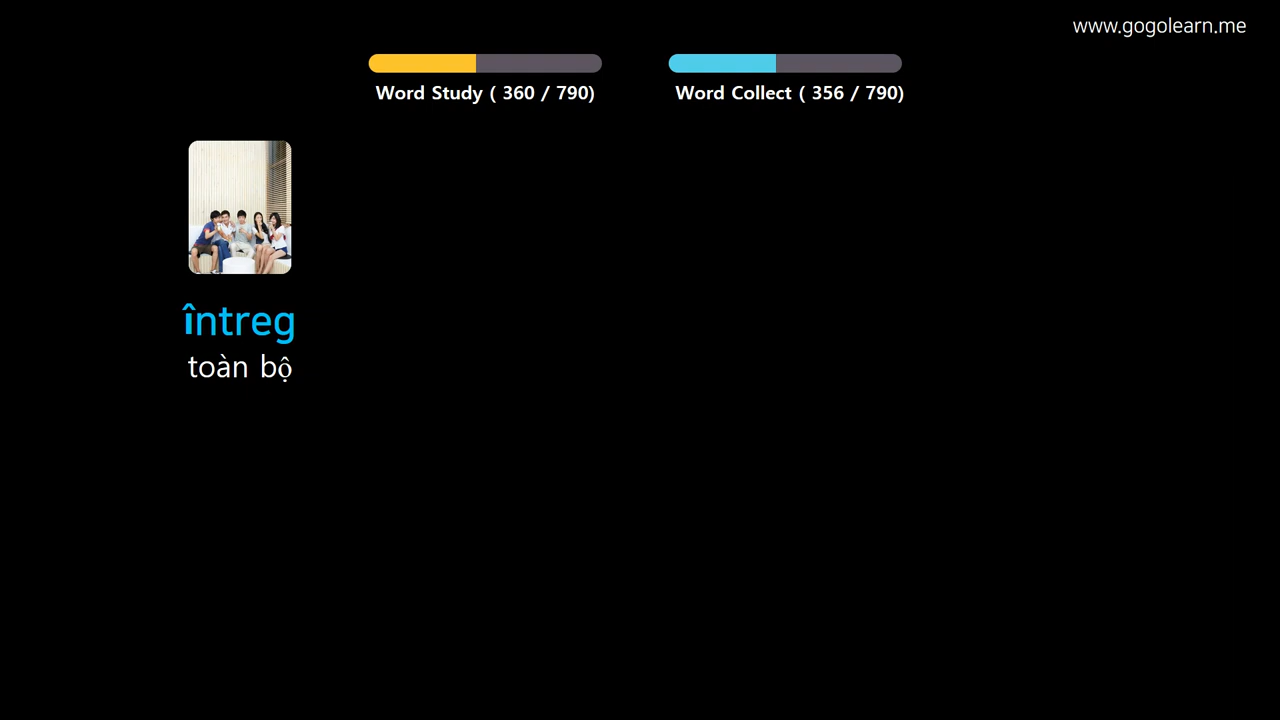 www.gogolearn.me
Word Study ( 360 / 790)
Word Collect ( 356 / 790)
întreg
toàn bộ